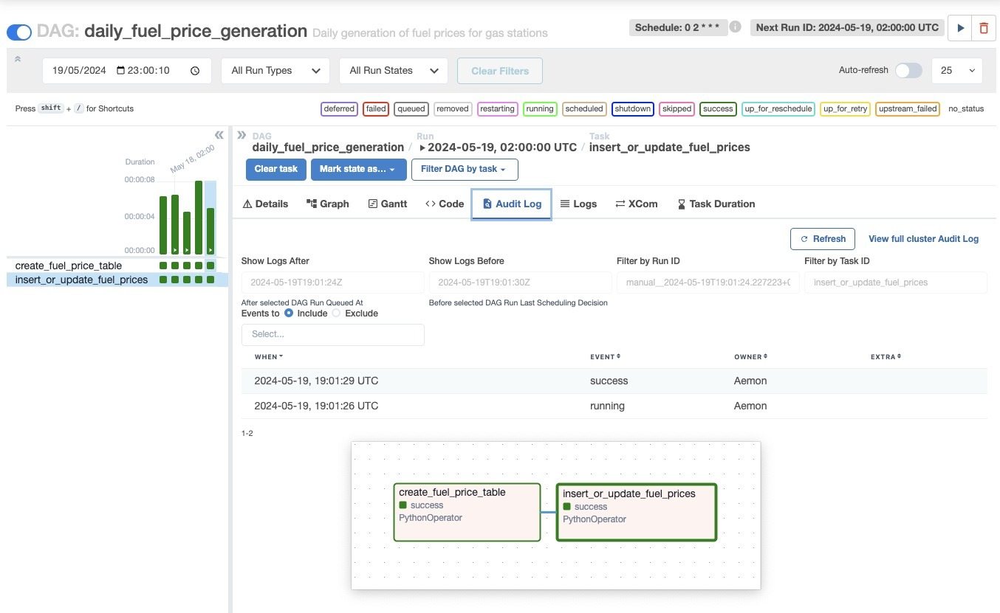 DAG: daily_fuel_price_generation Daily generation of fuel prices for gas stations
Schedule: 0 2 * * *
Next Run ID: 2024-05-19, 02:00:00 UTC
19/05/2024 23:00:10
All Run Types
All Run States
Clear Filters
Auto-refresh
25
Press shift + / for Shortcuts
deferred failed queued removed restarting running scheduled shutdown skipped success up_for_reschedule up_for_retry upstream_failed no_status
Duration
May 18, 02:00
00:00:08
00:00:04
00:00:00
create_fuel_price_table
insert_or_update_fuel_prices
DAG
daily_fuel_price_generation
/
Run
2024-05-19, 02:00:00 UTC
/
Task
insert_or_update_fuel_prices
Clear task
Mark state as...
Filter DAG by task
Details
Graph
Gantt
Code
Audit Log
Logs
XCom
Task Duration
Refresh
View full cluster Audit Log
Show Logs After
2024-05-19T19:01:24Z
After selected DAG Run Queued At
Show Logs Before
2024-05-19T19:01:30Z
Before selected DAG Run Last Scheduling Decision
Filter by Run ID
manual__2024-05-19T19:01:24.227223+0
Filter by Task ID
insert_or_update_fuel_prices
Events to Include Exclude
Select...
WHEN EVENT OWNER EXTRA
2024-05-19, 19:01:29 UTC success Aemon
2024-05-19, 19:01:26 UTC running Aemon
1-2
create_fuel_price_table
success
PythonOperator
insert_or_update_fuel_prices
success
PythonOperator